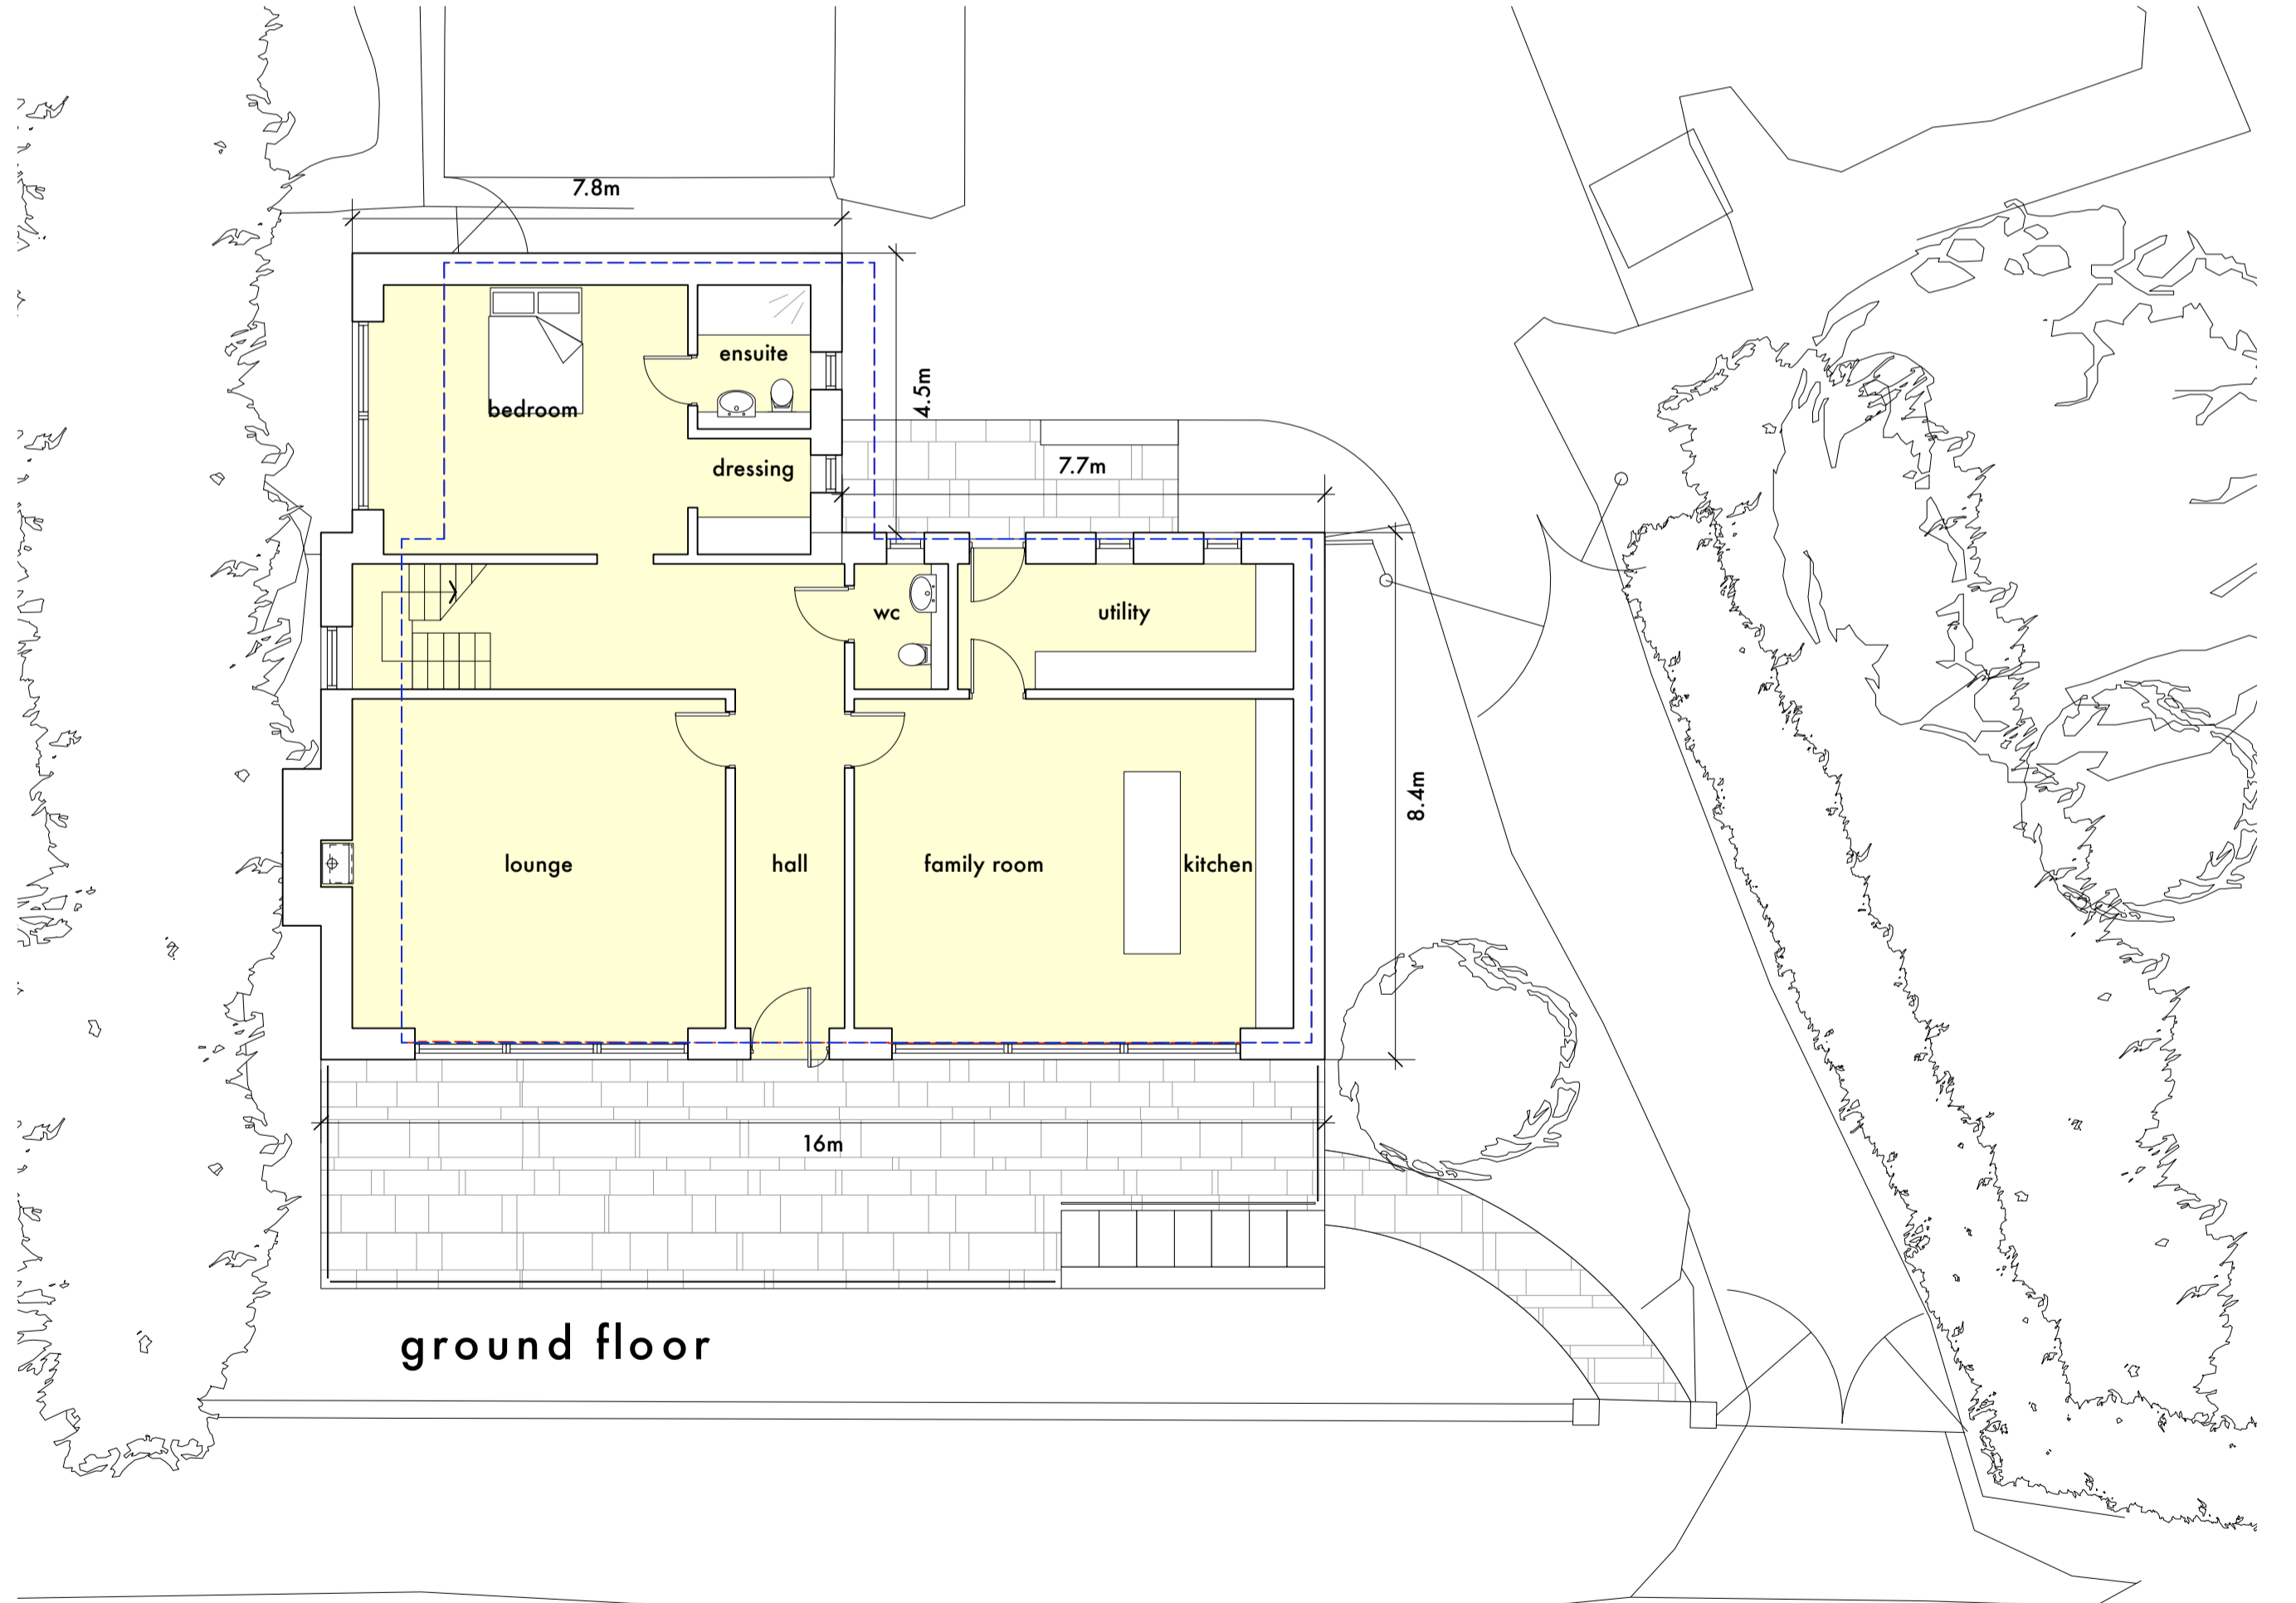 7.8m
ensuite
4.5m
bedroom
dressing
7.7m
wc
utility
8.4m
lounge
hall
family room
kitchen
16m
ground floor